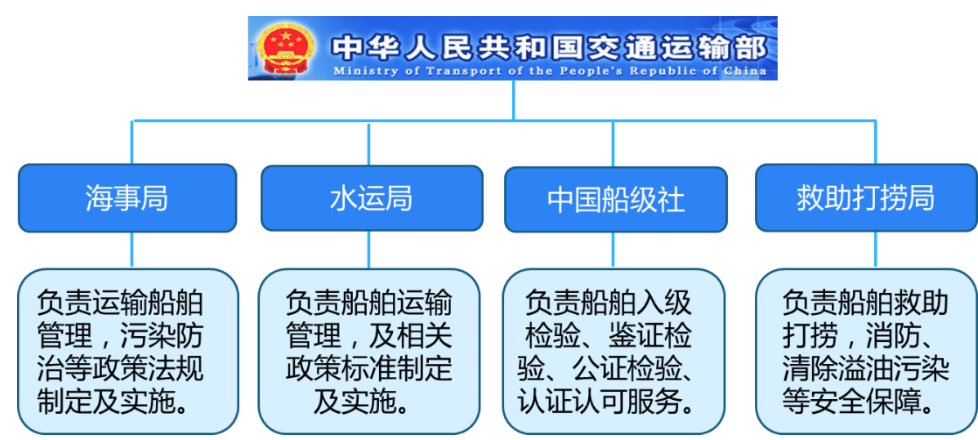 中华人民共和国交通运输部
Ministry of Transport of the People's Republic of China
海事局
水运局
中国船级社
救助打捞局
负责运输船舶
管理，污染防
治等政策法规
制定及实施。
负责船舶运输
管理，及相关
政策标准制定
及实施。
负责船舶入级
检验、鉴证检
验、公证检验、
认证认可服务。
负责船舶救助
打捞，消防、
清除溢油污染
等安全保障。